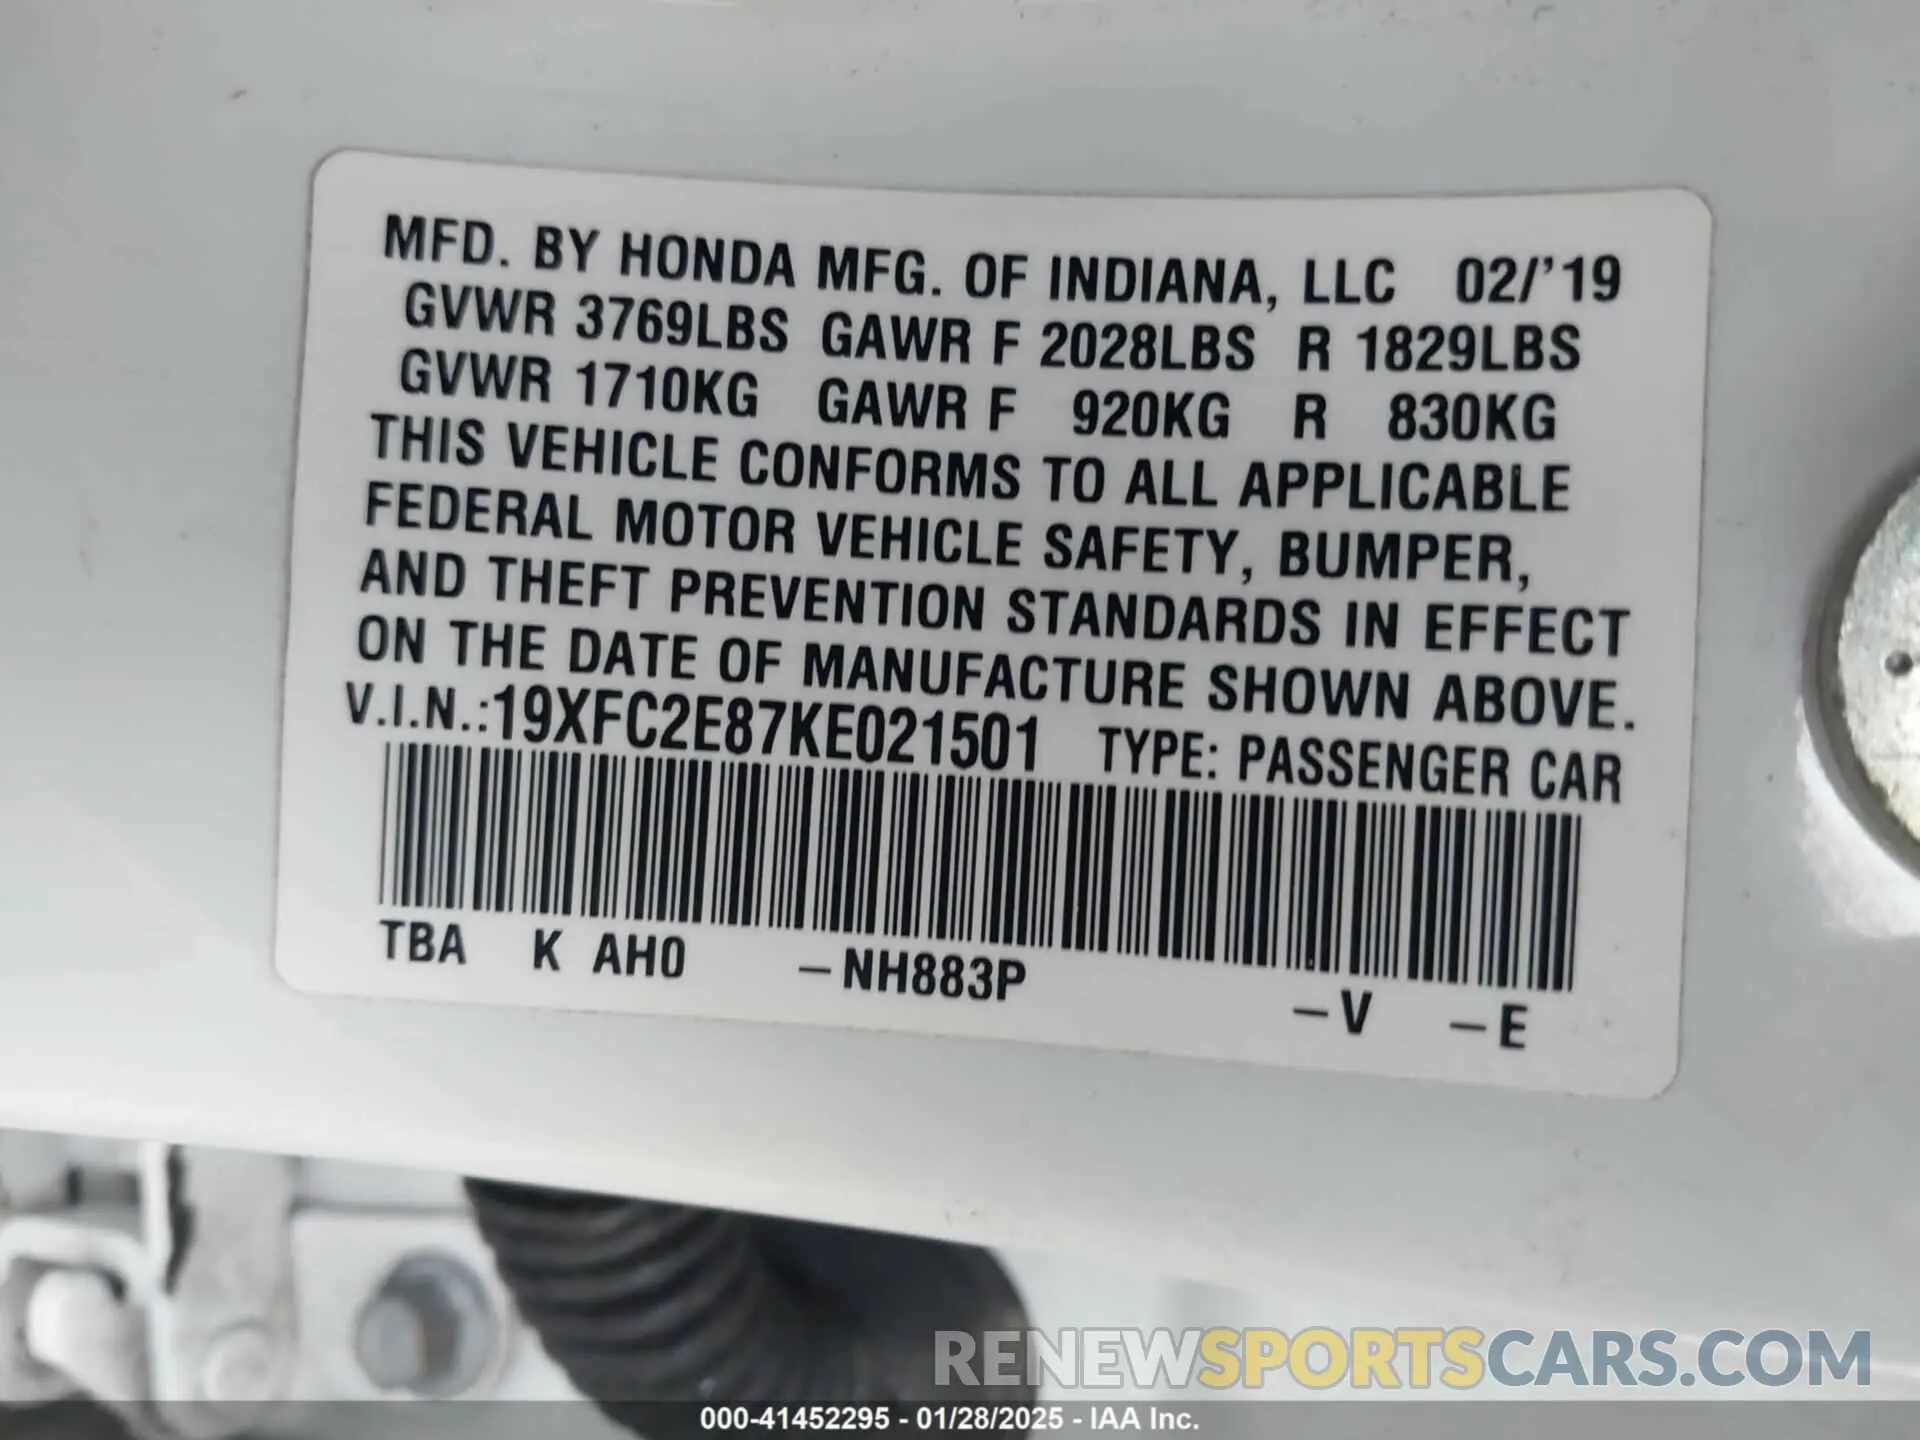 MFD. BY HONDA MFG. OF INDIANA, LLC 02/'19
GVWR 3769LBS GAWR F 2028LBS R 1829LBS
GVWR 1710KG GAWR F 920KG R 830KG
THIS VEHICLE CONFORMS TO ALL APPLICABLE
FEDERAL MOTOR VEHICLE SAFETY, BUMPER,
AND THEFT PREVENTION STANDARDS IN EFFECT
ON THE DATE OF MANUFACTURE SHOWN ABOVE.
V.I.N.:19XFC2E87KE021501 TYPE: PASSENGER CAR
TBA K AH0 –NH883P –V –E
RENEWSPORTSCARS.COM
000-41452295 - 01/28/2025 - IAA Inc.